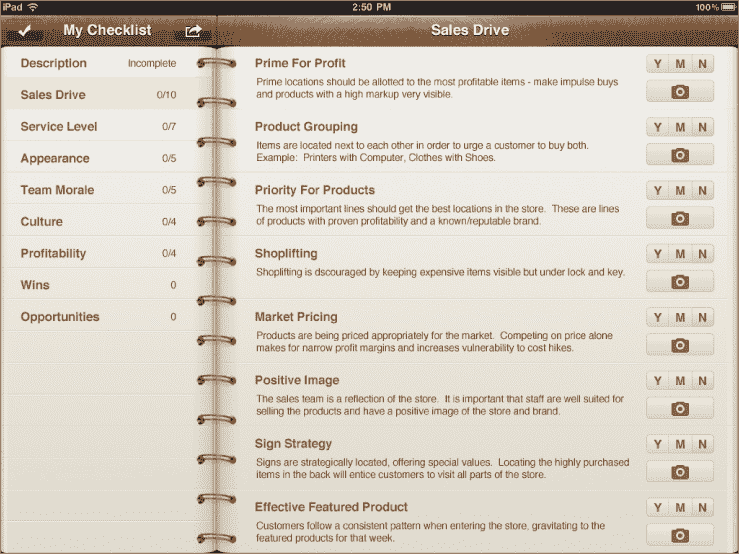 iPad 2:50 PM 100%
My Checklist
Sales Drive
Description Incomplete
Sales Drive 0/10
Service Level 0/7
Appearance 0/5
Team Morale 0/5
Culture 0/4
Profitability 0/4
Wins 0
Opportunities 0
Prime For Profit
Y M N
Prime locations should be allotted to the most profitable items - make impulse buys
and products with a high markup very visible.
Product Grouping
Y M N
Items are located next to each other in order to urge a customer to buy both.
Example: Printers with Computer, Clothes with Shoes.
Priority For Products
Y M N
The most important lines should get the best locations in the store. These are lines
of products with proven profitability and a known/reputable brand.
Shoplifting
Y M N
Shoplifting is dscouraged by keeping expensive items visible but under lock and key.
Market Pricing
Y M N
Products are being priced appropriately for the market. Competing on price alone
makes for narrow profit margins and increases vulnerability to cost hikes.
Positive Image
Y M N
The sales team is a reflection of the store. It is important that staff are well suited for
selling the products and have a positive image of the store and brand.
Sign Strategy
Y M N
Signs are strategically located, offering special values. Locating the highly purchased
items in the back will entice customers to visit all parts of the store.
Effective Featured Product
Y M N
Customers follow a consistent pattern when entering the store, gravitating to the
featured products for that week.